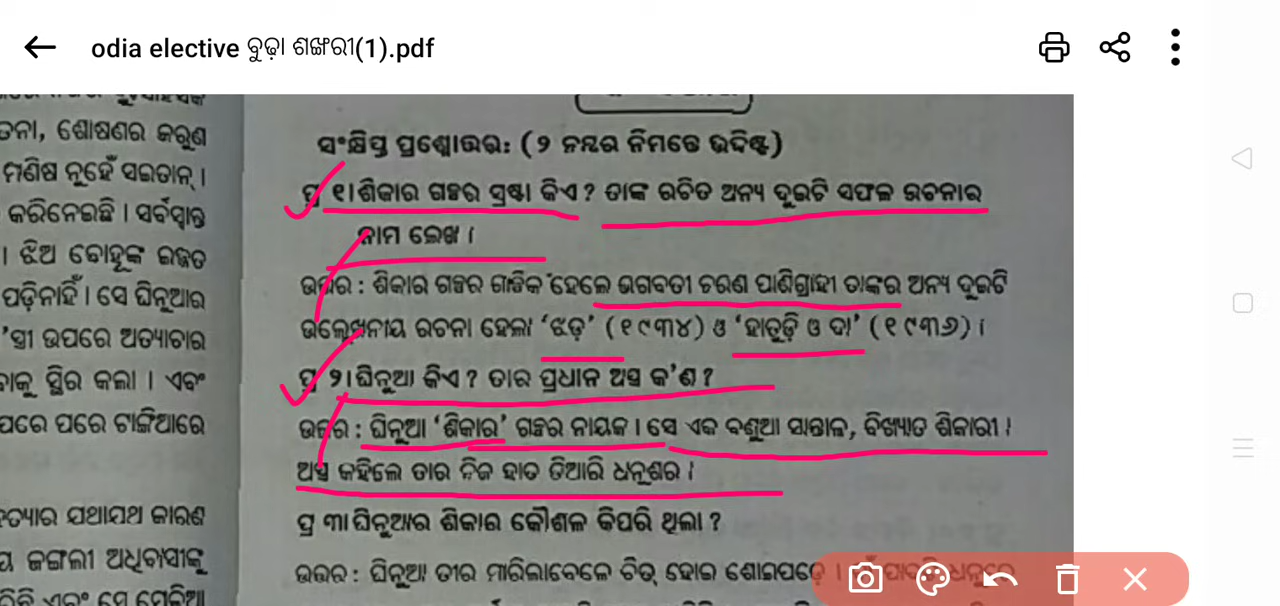 odia elective ବୁଢ଼ା ଶଙ୍ଖାରୀ(1).pdf
ତନା, ଶୋଷଣର କରୁଣ
ମଣିଷ ନୁହେଁ ସଇତାନ୍ ।
କରିନେଇଛି । ସର୍ବସ୍ୱାନ୍ତ
। ଝିଅ ବୋହୂଙ୍କ ଇଜ୍ଜତ
ପଡ଼ିନାହିଁ । ସେ ଘିନୁଆର
'ସ୍ତ୍ରୀ ଉପରେ ଅତ୍ୟାଚାର
ବାକୁ ସ୍ଥିର କଲା । ଏବଂ
ପରେ ପରେ ଟାଙ୍ଗିଆରେ
ହତ୍ୟାର ଯଥାଯଥ କାରଣ
ୟ ଜଙ୍ଗଲୀ ଅଧିବାସୀଙ୍କୁ
ସଂକ୍ଷିପ୍ତ ପ୍ରଶ୍ନୋତ୍ତର: (୨ ନମ୍ବର ନିମନ୍ତେ ଉଦ୍ଦିଷ୍ଟ)
ପ୍ର ୧। ଶିକାର ଗଳ୍ପର ସ୍ରଷ୍ଟା କିଏ ? ତାଙ୍କ ରଚିତ ଅନ୍ୟ ଦୁଇଟି ସଫଳ ରଚନାର
ନାମ ଲେଖ ।
ଉତ୍ତର : ଶିକାର ଗଳ୍ପର ଗାଳ୍ପିକ ହେଲେ ଭଗବତୀ ଚରଣ ପାଣିଗ୍ରାହୀ ତାଙ୍କର ଅନ୍ୟ ଦୁଇଟି
ଉଲ୍ଲେଖନୀୟ ରଚନା ହେଲା 'ଝଡ଼' (୧୯୩୪) ଓ 'ହାତୁଡ଼ି ଓ ଦା' (୧୯୩୬) ।
ପ୍ର ୨। ଘିନୁଆ କିଏ ? ତାର ପ୍ରଧାନ ଅସ୍ତ୍ର କ'ଣ ?
ଉତ୍ତର : ଘିନୁଆ 'ଶିକାର' ଗଳ୍ପର ନାୟକ । ସେ ଏକ ବଣୁଆ ସାନ୍ତାଳ, ବିଖ୍ୟାତ ଶିକାରୀ ।
ଅସ୍ତ୍ର କହିଲେ ତାର ନିଜ ହାତ ତିଆରି ଧନୁଶର ।
ପ୍ର ୩। ଘିନୁଆର ଶିକାର କୌଶଳ କିପରି ଥିଲା ?
ଉତ୍ତର : ଘିନୁଆ ତୀର ମାରିଲାବେଳେ ଚିତ୍ ହୋଇ ଶୋଇପଡ଼େ ।